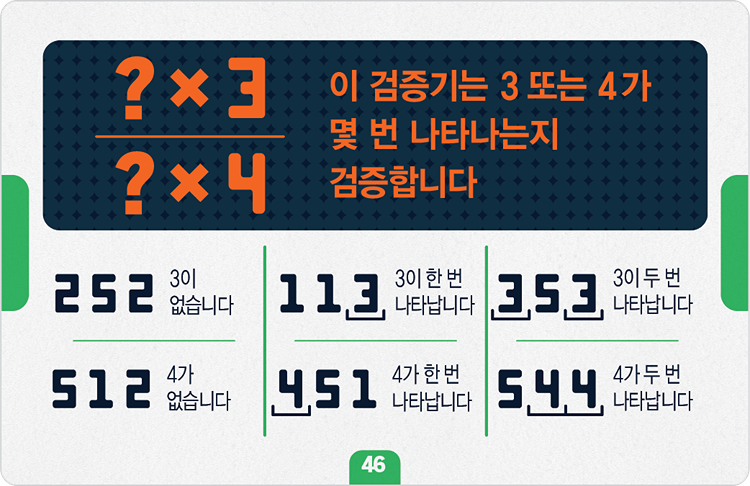 ? × 3
? × 4
이 검증기는 3 또는 4가
몇 번 나타나는지
검증합니다
252 3이
없습니다
113 3이 한 번
나타납니다
353 3이 두 번
나타납니다
512 4가
없습니다
451 4가 한 번
나타납니다
544 4가 두 번
나타납니다
46